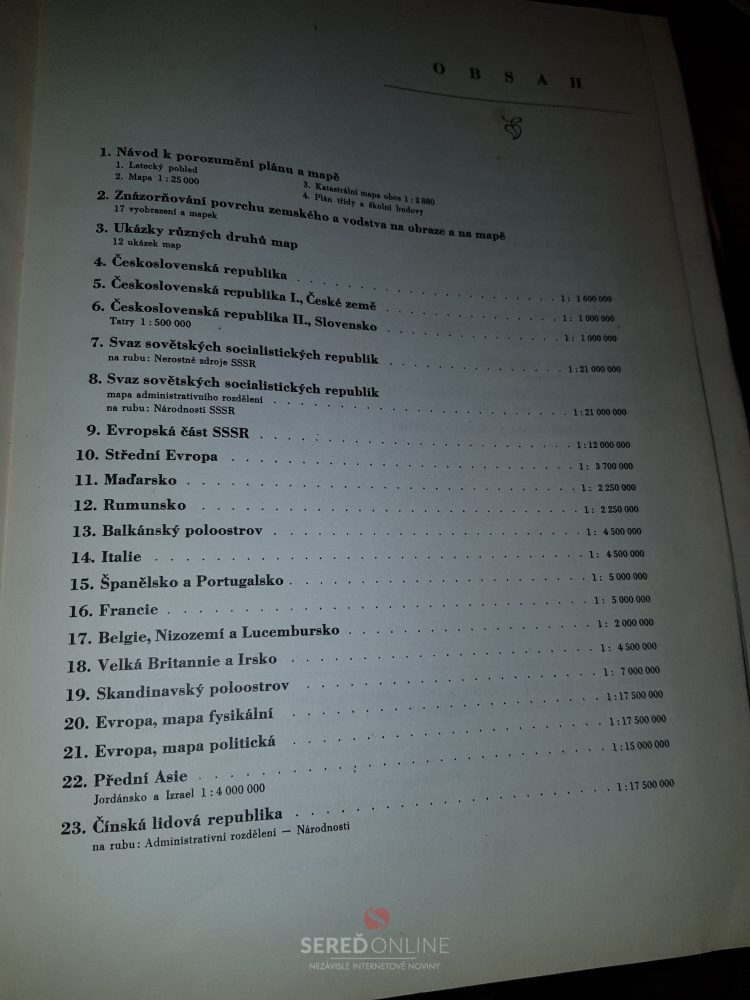 OBSAH
1. Návod k porozumění plánu a mapě
1. Letecký pohled
2. Mapa 1 : 25 000
3. Katastrální mapa obce 1 : 2 880
4. Plán třídy a školní budovy
2. Znázorňování povrchu zemského a vodstva na obraze a na mapě
17 vyobrazení a mapek
3. Ukázky různých druhů map
12 ukázek map
4. Československá republika . . . 1 : 1 600 000
5. Československá republika I., České země . . . 1 : 1 000 000
6. Československá republika II., Slovensko . . . 1 : 1 000 000
Tatry 1 : 500 000
7. Svaz sovětských socialistických republik . . . 1 : 21 000 000
na rubu: Nerostné zdroje SSSR
8. Svaz sovětských socialistických republik
mapa administrativního rozdělení . . . 1 : 21 000 000
na rubu: Národnosti SSSR
9. Evropská část SSSR . . . 1 : 12 000 000
10. Střední Evropa . . . 1 : 3 700 000
11. Maďarsko . . . 1 : 2 250 000
12. Rumunsko . . . 1 : 2 250 000
13. Balkánský poloostrov . . . 1 : 4 500 000
14. Italie . . . 1 : 4 500 000
15. Španělsko a Portugalsko . . . 1 : 5 000 000
16. Francie . . . 1 : 5 000 000
17. Belgie, Nizozemí a Lucembursko . . . 1 : 2 000 000
18. Velká Britannie a Irsko . . . 1 : 4 500 000
19. Skandinavský poloostrov . . . 1 : 7 000 000
20. Evropa, mapa fysikální . . . 1 : 17 500 000
21. Evropa, mapa politická . . . 1 : 17 500 000
22. Přední Asie . . . 1 : 15 000 000
Jordánsko a Izrael 1 : 4 000 000
23. Čínská lidová republika . . . 1 : 17 500 000
na rubu: Administrativní rozdělení — Národnosti
SEREĎONLINE
NEZÁVISLÉ INTERNETOVÉ NOVINY